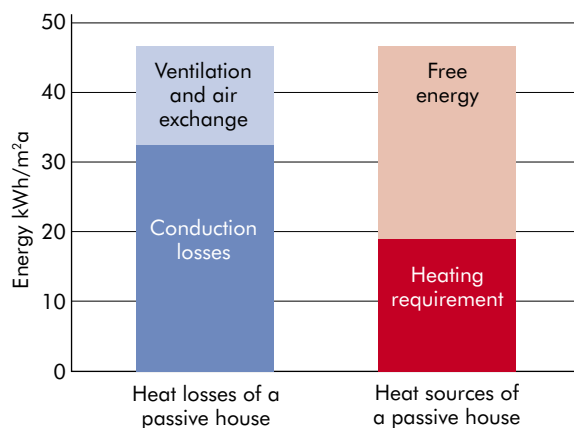 Energy kWh/m²a
50
40
30
20
10
0
Ventilation
and air
exchange
Conduction
losses
Free
energy
Heating
requirement
Heat losses of a
passive house
Heat sources of
a passive house